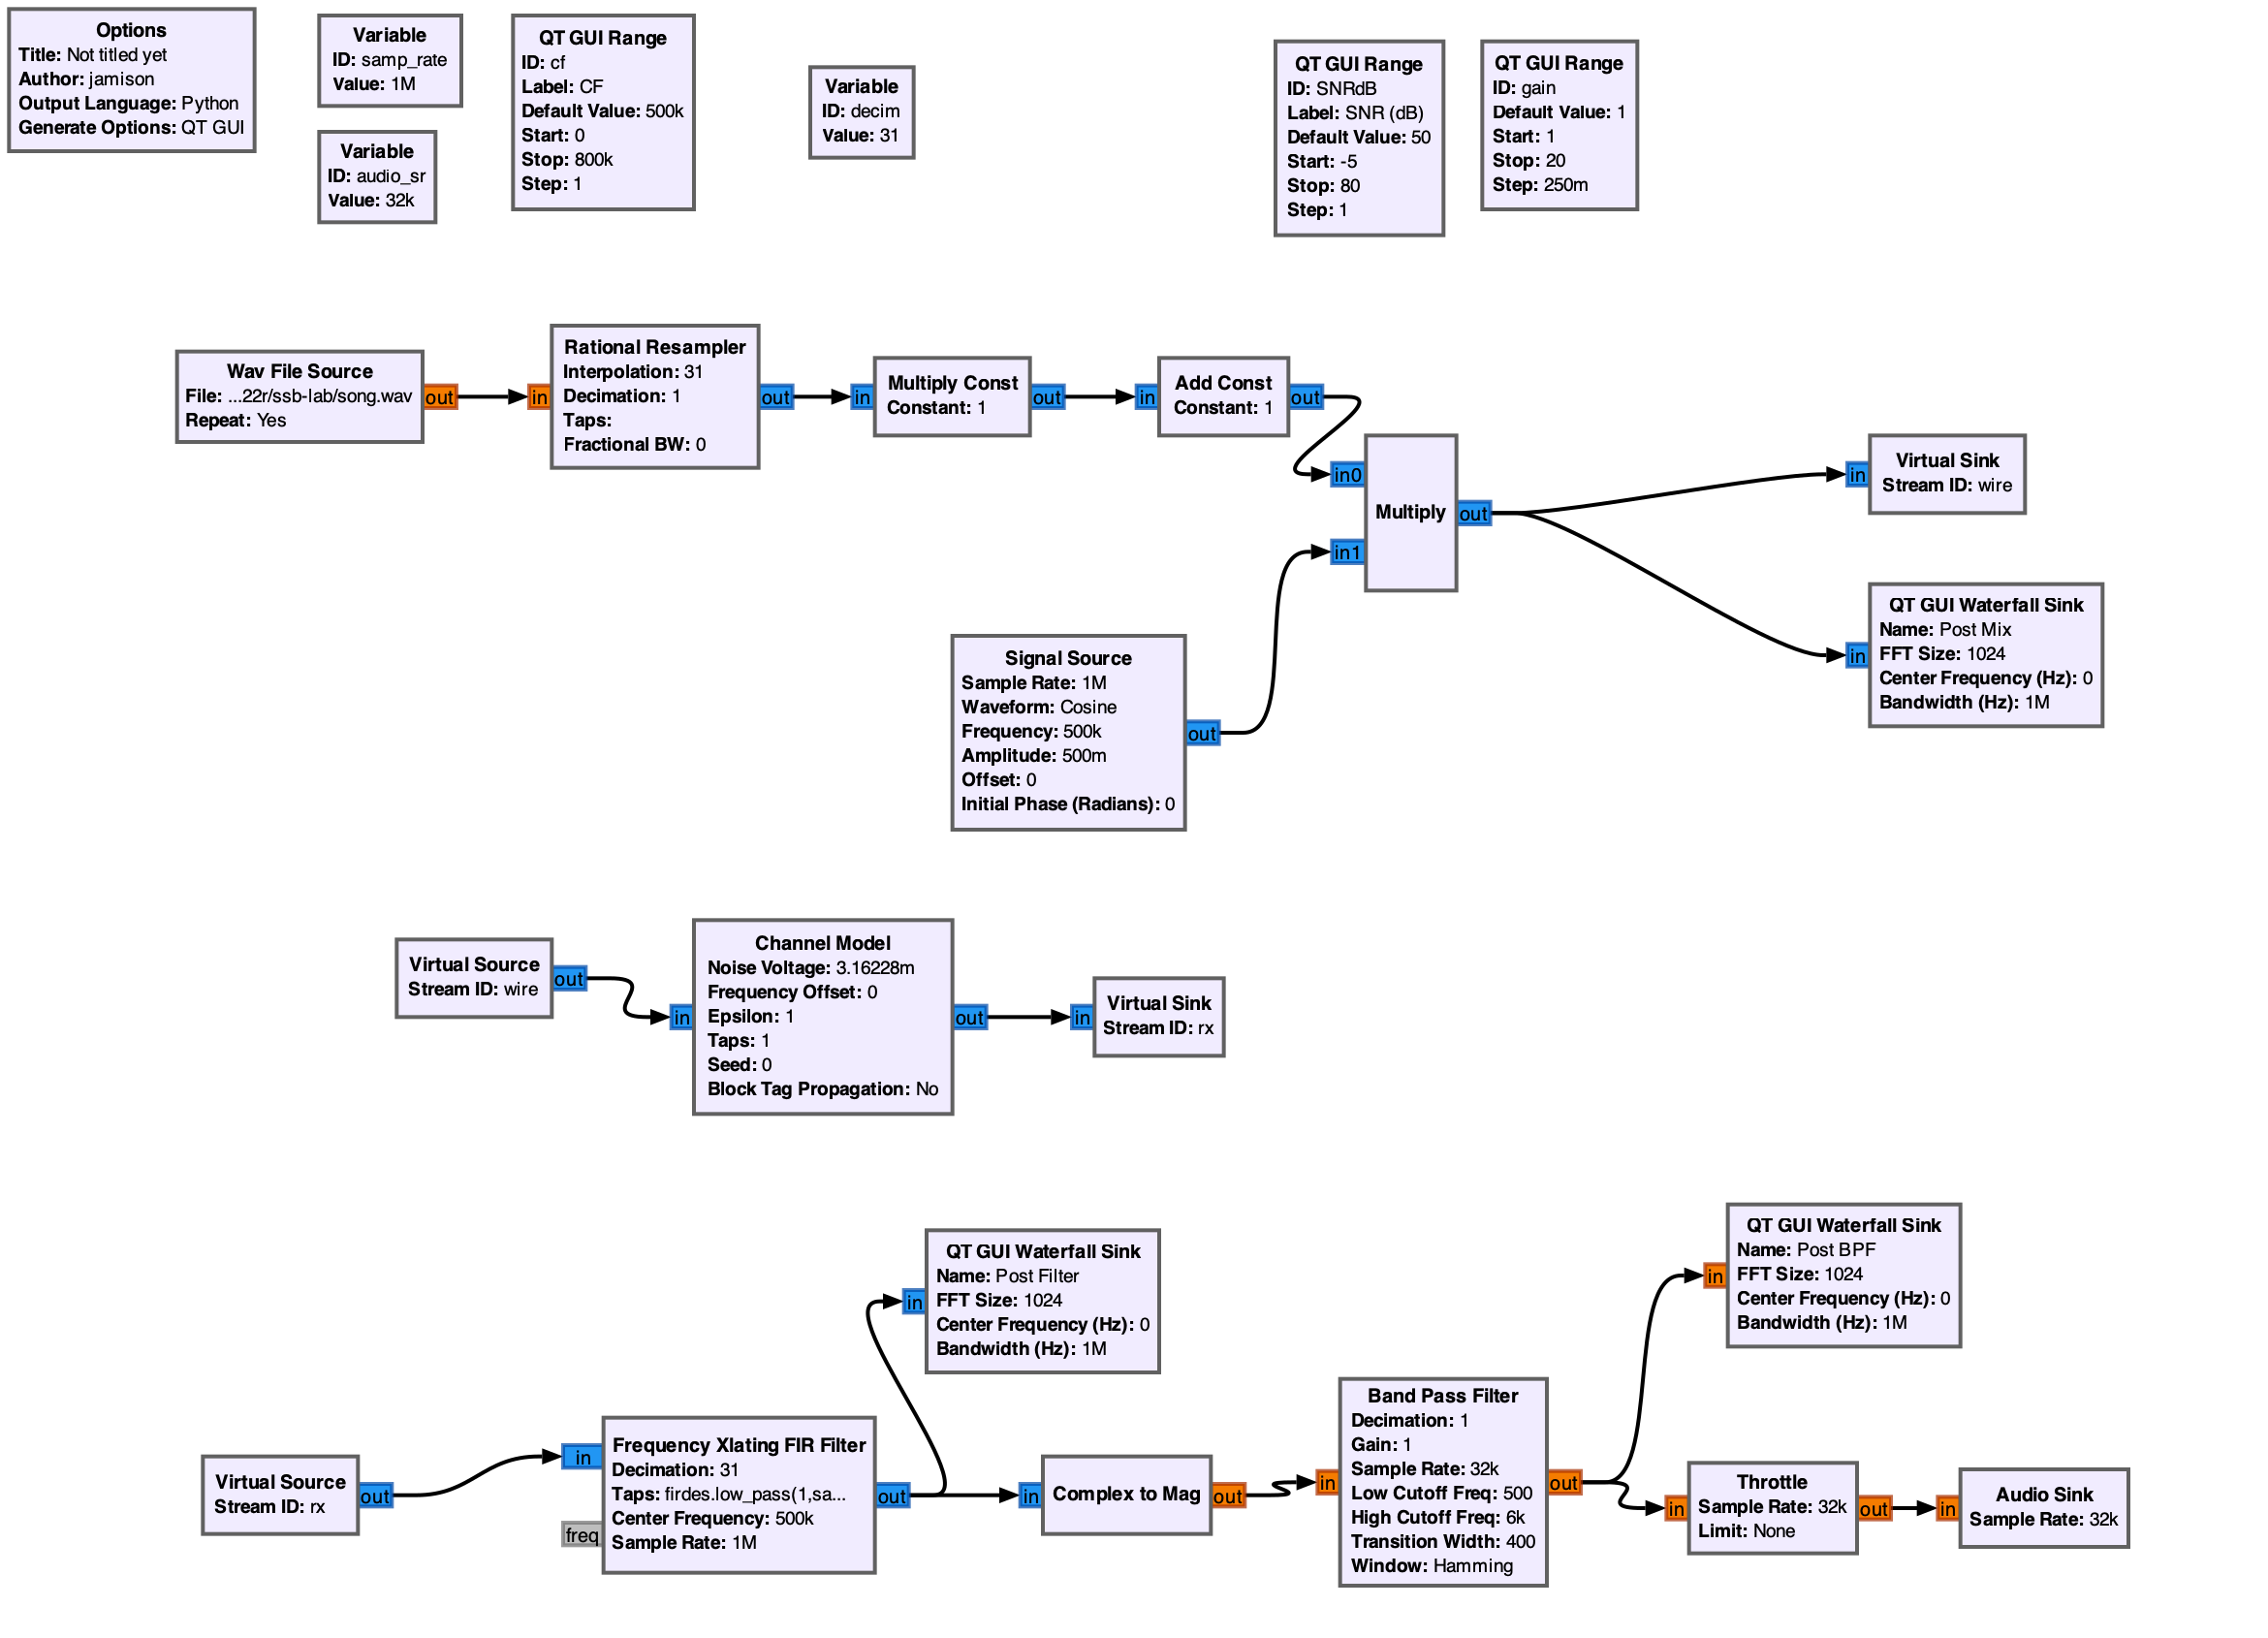 Options
Title: Not titled yet
Author: jamison
Output Language: Python
Generate Options: QT GUI
Variable
ID: samp_rate
Value: 1M
Variable
ID: audio_sr
Value: 32k
QT GUI Range
ID: cf
Label: CF
Default Value: 500k
Start: 0
Stop: 800k
Step: 1
Variable
ID: decim
Value: 31
QT GUI Range
ID: SNRdB
Label: SNR (dB)
Default Value: 50
Start: -5
Stop: 80
Step: 1
QT GUI Range
ID: gain
Default Value: 1
Start: 1
Stop: 20
Step: 250m
Wav File Source
File: ...22r/ssb-lab/song.wav
Repeat: Yes
out
in
Rational Resampler
Interpolation: 31
Decimation: 1
Taps:
Fractional BW: 0
out
in
Multiply Const
Constant: 1
out
in
Add Const
Constant: 1
out
in0
in1
Multiply
out
in
Virtual Sink
Stream ID: wire
in
QT GUI Waterfall Sink
Name: Post Mix
FFT Size: 1024
Center Frequency (Hz): 0
Bandwidth (Hz): 1M
Signal Source
Sample Rate: 1M
Waveform: Cosine
Frequency: 500k
Amplitude: 500m
Offset: 0
Initial Phase (Radians): 0
out
Virtual Source
Stream ID: wire
out
in
Channel Model
Noise Voltage: 3.16228m
Frequency Offset: 0
Epsilon: 1
Taps: 1
Seed: 0
Block Tag Propagation: No
out
in
Virtual Sink
Stream ID: rx
Virtual Source
Stream ID: rx
out
in
freq
Frequency Xlating FIR Filter
Decimation: 31
Taps: firdes.low_pass(1,sa...
Center Frequency: 500k
Sample Rate: 1M
out
in
QT GUI Waterfall Sink
Name: Post Filter
FFT Size: 1024
Center Frequency (Hz): 0
Bandwidth (Hz): 1M
in
Complex to Mag
out
in
Band Pass Filter
Decimation: 1
Gain: 1
Sample Rate: 32k
Low Cutoff Freq: 500
High Cutoff Freq: 6k
Transition Width: 400
Window: Hamming
out
in
QT GUI Waterfall Sink
Name: Post BPF
FFT Size: 1024
Center Frequency (Hz): 0
Bandwidth (Hz): 1M
in
Throttle
Sample Rate: 32k
Limit: None
out
in
Audio Sink
Sample Rate: 32k